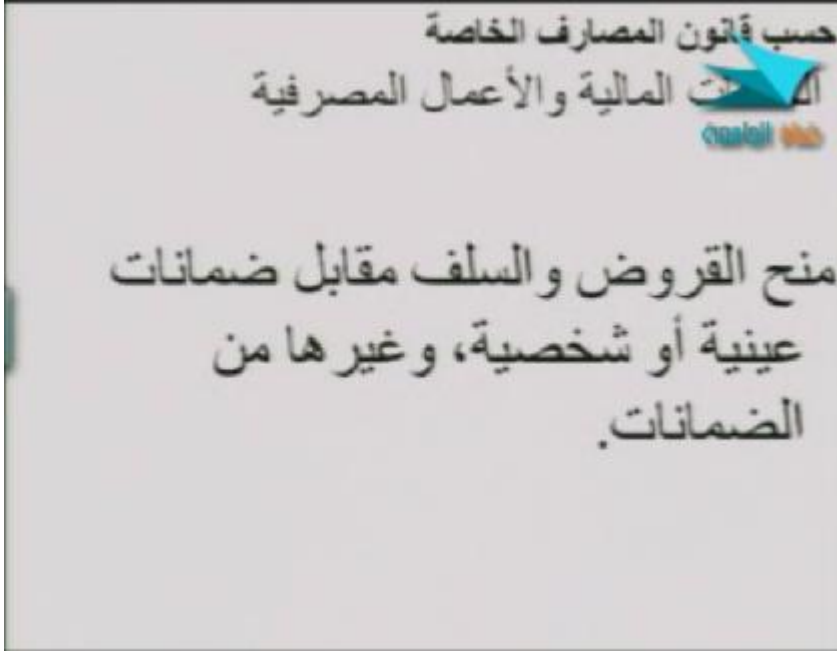 حسب قانون المصارف الخاصة
المالية والأعمال المصرفية
منح القروض والسلف مقابل ضمانات
عينية أو شخصية، وغيرها من
الضمانات.